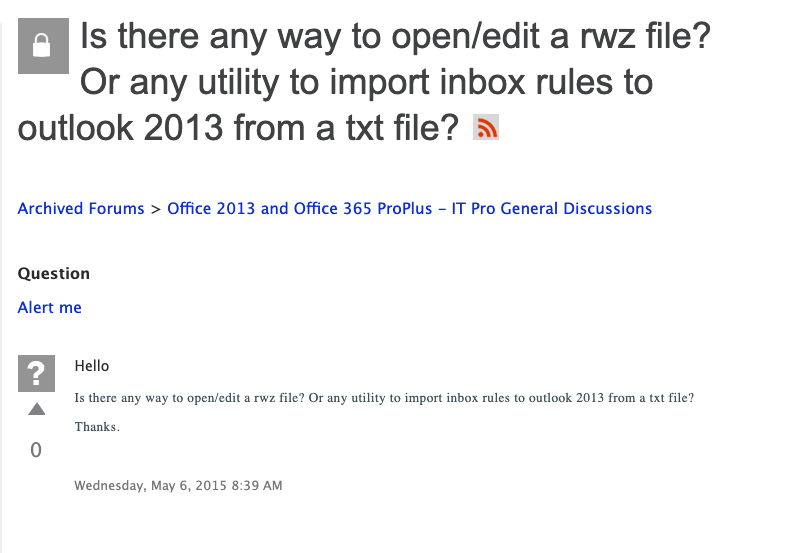 Is there any way to open/edit a rwz file?
Or any utility to import inbox rules to
outlook 2013 from a txt file?
Archived Forums > Office 2013 and Office 365 ProPlus – IT Pro General Discussions
Question
Alert me
?
Hello
Is there any way to open/edit a rwz file? Or any utility to import inbox rules to outlook 2013 from a txt file?
Thanks.
0
Wednesday, May 6, 2015 8:39 AM